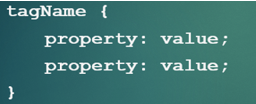 tagName {
    property: value;
    property: value;
}